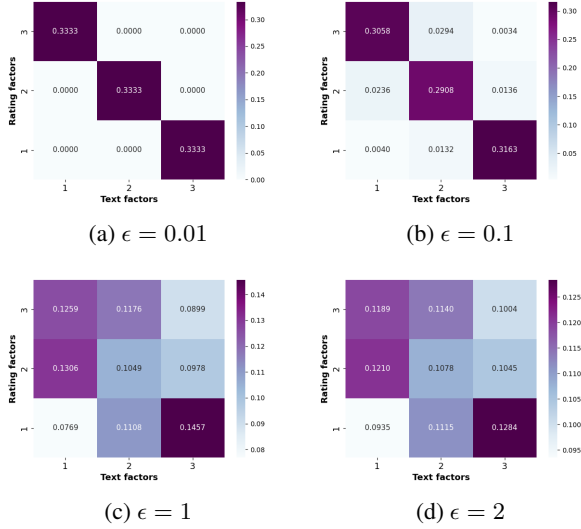 3 0.3333 0.0000 0.0000
Rating factors
2 0.0000 0.3333 0.0000
1 0.0000 0.0000 0.3333
1 2 3
Text factors
0.30
0.25
0.20
0.15
0.10
0.05
0.00
(a) ϵ = 0.01
3 0.3058 0.0294 0.0034
Rating factors
2 0.0236 0.2908 0.0136
1 0.0040 0.0132 0.3163
1 2 3
Text factors
0.30
0.25
0.20
0.15
0.10
0.05
(b) ϵ = 0.1
3 0.1259 0.1176 0.0899
Rating factors
2 0.1306 0.1049 0.0978
1 0.0769 0.1108 0.1457
1 2 3
Text factors
0.14
0.13
0.12
0.11
0.10
0.09
0.08
(c) ϵ = 1
3 0.1189 0.1140 0.1004
Rating factors
2 0.1210 0.1078 0.1045
1 0.0935 0.1115 0.1284
1 2 3
Text factors
0.125
0.120
0.115
0.110
0.105
0.100
0.095
(d) ϵ = 2